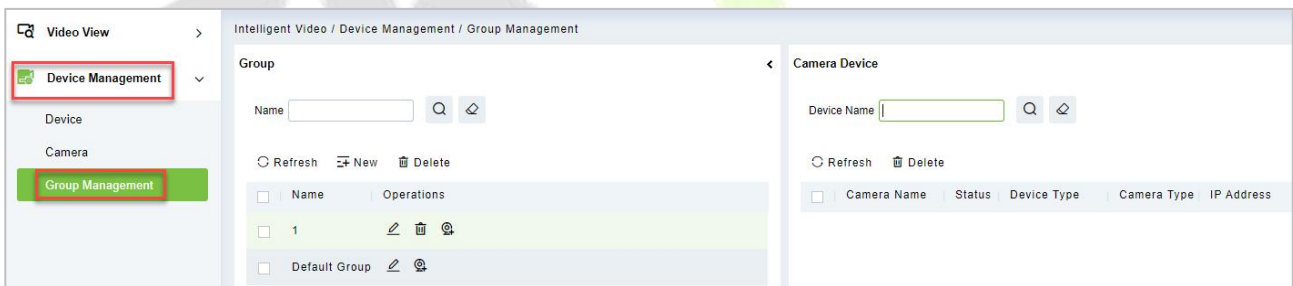 Video View
Device Management
Device
Camera
Group Management
Intelligent Video / Device Management / Group Management
Group
Name
Refresh New Delete
Name Operations
1
Default Group
Camera Device
Device Name
Refresh Delete
Camera Name Status Device Type Camera Type IP Address